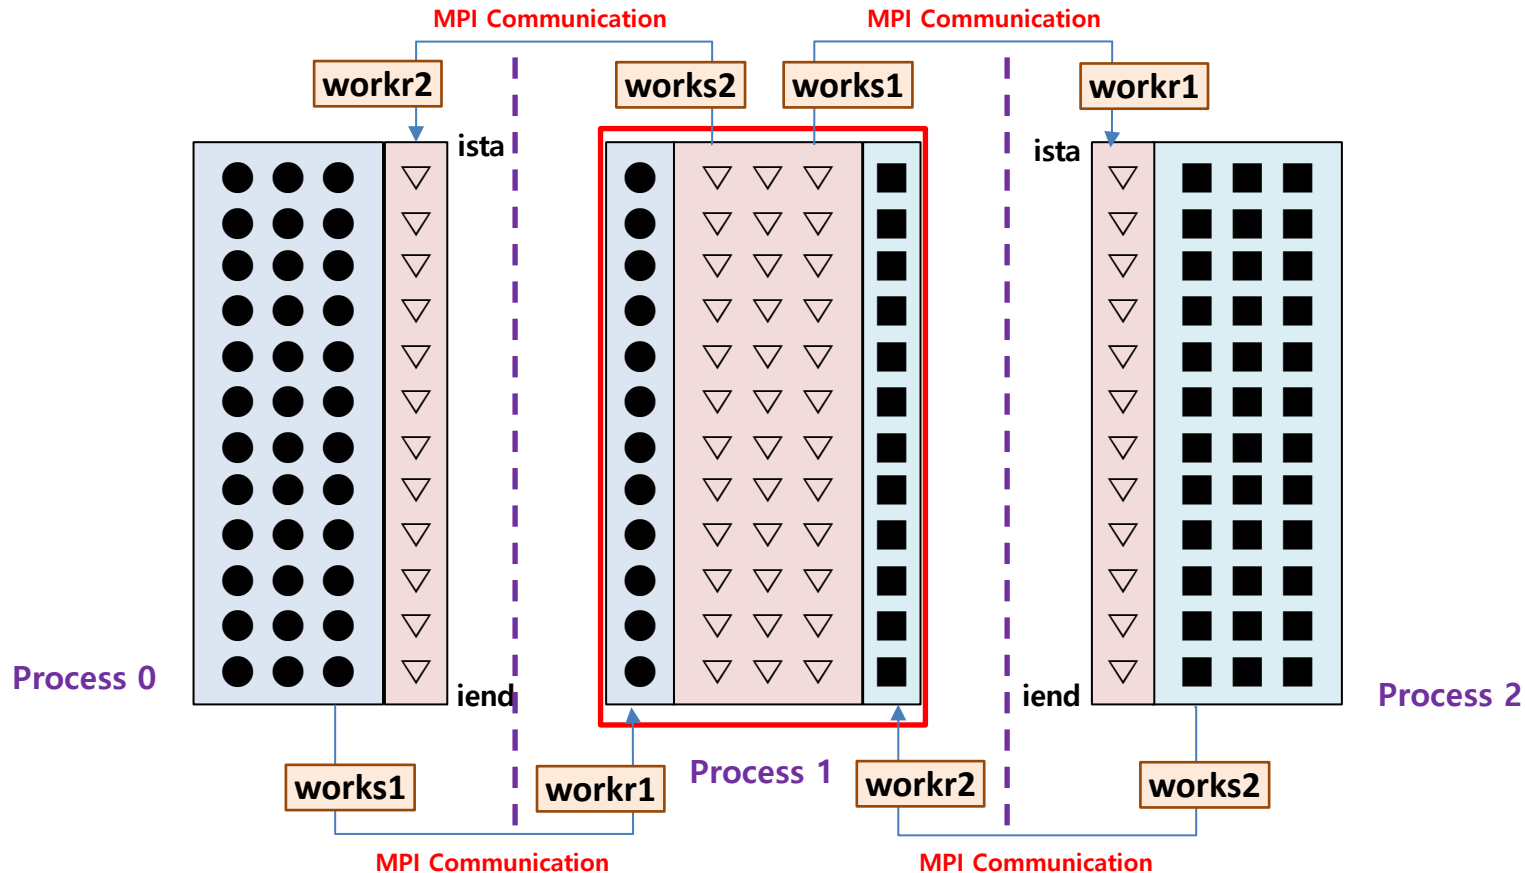 MPI Communication
MPI Communication
workr2
works2
works1
workr1
ista
ista
Process 0
iend
iend
Process 2
works1
workr1
Process 1
workr2
works2
MPI Communication
MPI Communication